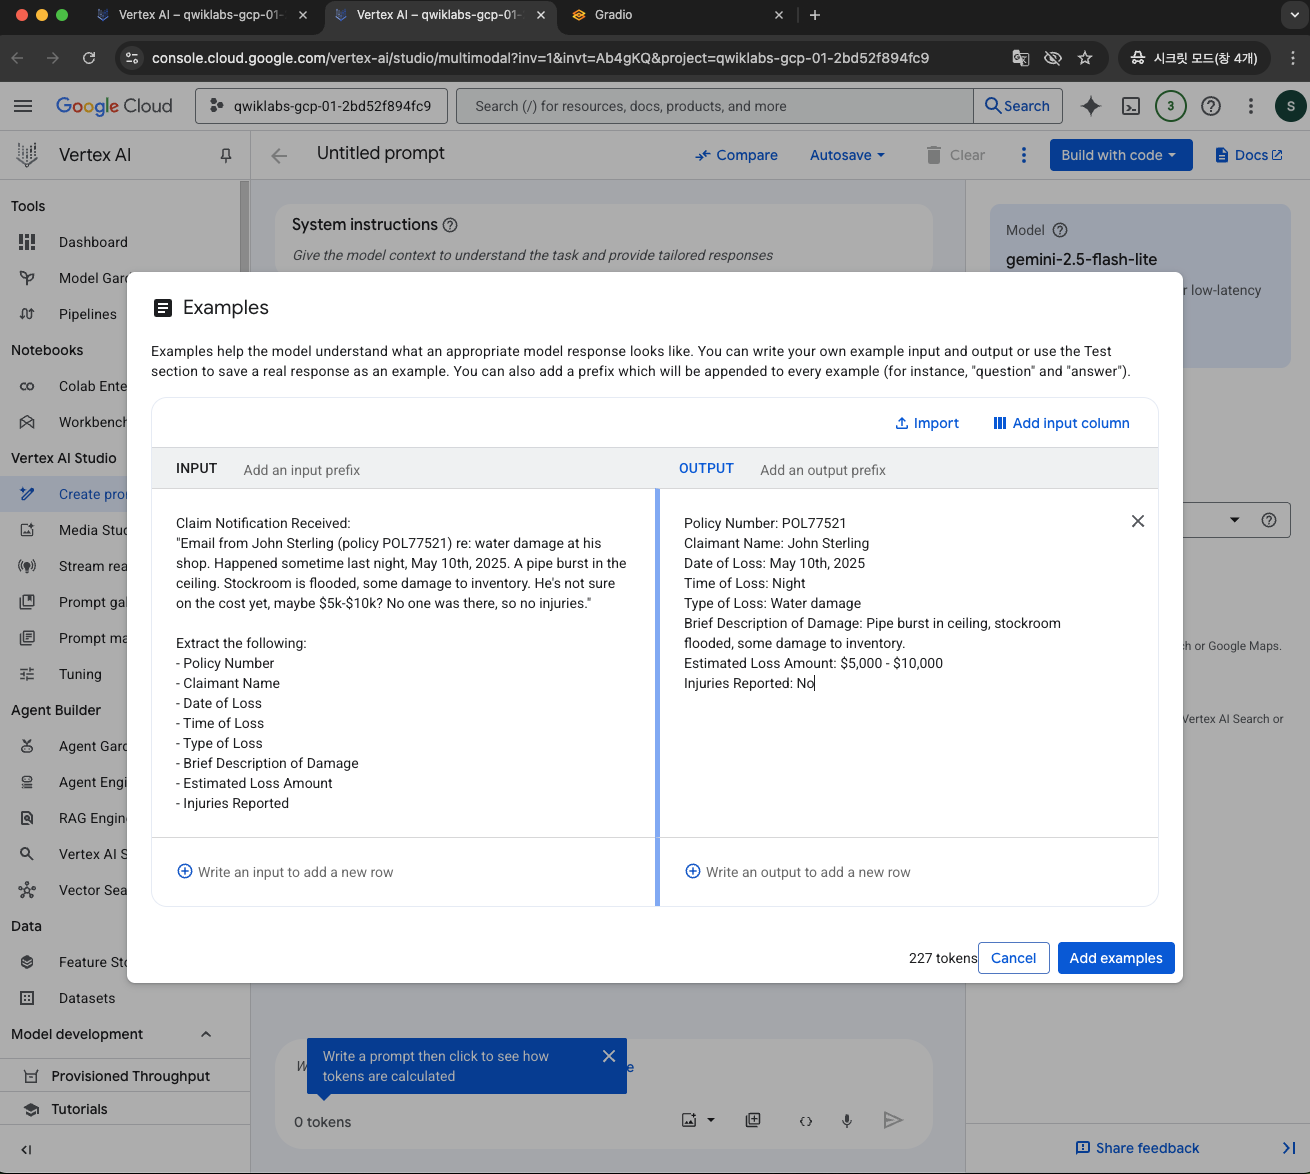 Vertex AI – qwiklabs-gcp-01-
Vertex AI – qwiklabs-gcp-01-
Gradio
console.cloud.google.com/vertex-ai/studio/multimodal?inv=1&invt=Ab4gKQ&project=qwiklabs-gcp-01-2bd52f894fc9
시크릿 모드(창 4개)
Google Cloud
qwiklabs-gcp-01-2bd52f894fc9
Search (/) for resources, docs, products, and more
Search
3
S
Vertex AI
Untitled prompt
Compare
Autosave
Clear
Build with code
Docs
Tools
Dashboard
Model Gard
Pipelines
Notebooks
Colab Ente
Workbench
Vertex AI Studio
Create pro
Media Stud
Stream rea
Prompt gal
Prompt ma
Tuning
Agent Builder
Agent Gard
Agent Engi
RAG Engin
Vertex AI S
Vector Sea
Data
Feature Sto
Datasets
Model development
Provisioned Throughput
Tutorials
System instructions
Give the model context to understand the task and provide tailored responses
Model
gemini-2.5-flash-lite
r low-latency
ch or Google Maps.
Vertex AI Search or
Examples
Examples help the model understand what an appropriate model response looks like. You can write your own example input and output or use the Test
section to save a real response as an example. You can also add a prefix which will be appended to every example (for instance, "question" and "answer").
Import
Add input column
INPUT
Add an input prefix
OUTPUT
Add an output prefix
Claim Notification Received:
"Email from John Sterling (policy POL77521) re: water damage at his
shop. Happened sometime last night, May 10th, 2025. A pipe burst in the
ceiling. Stockroom is flooded, some damage to inventory. He's not sure
on the cost yet, maybe $5k-$10k? No one was there, so no injuries."
Extract the following:
- Policy Number
- Claimant Name
- Date of Loss
- Time of Loss
- Type of Loss
- Brief Description of Damage
- Estimated Loss Amount
- Injuries Reported
Policy Number: POL77521
Claimant Name: John Sterling
Date of Loss: May 10th, 2025
Time of Loss: Night
Type of Loss: Water damage
Brief Description of Damage: Pipe burst in ceiling, stockroom
flooded, some damage to inventory.
Estimated Loss Amount: $5,000 - $10,000
Injuries Reported: No
Write an input to add a new row
Write an output to add a new row
227 tokens
Cancel
Add examples
Write a prompt then click to see how
tokens are calculated
W
e
0 tokens
Share feedback